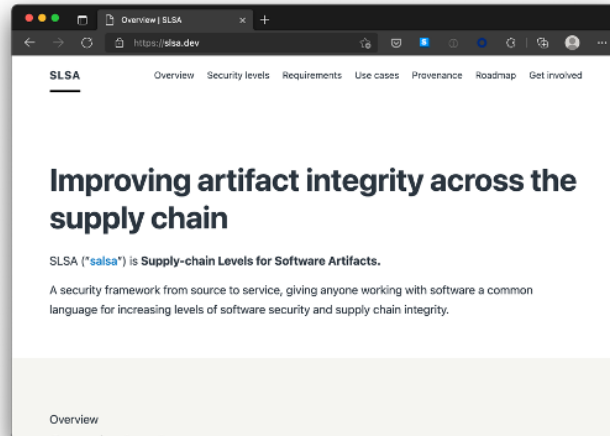 Overview | SLSA
https://slsa.dev
SLSA Overview Security levels Requirements Use cases Provenance Roadmap Get involved
Improving artifact integrity across the
supply chain
SLSA ("salsa") is Supply-chain Levels for Software Artifacts.
A security framework from source to service, giving anyone working with software a common
language for increasing levels of software security and supply chain integrity.
Overview